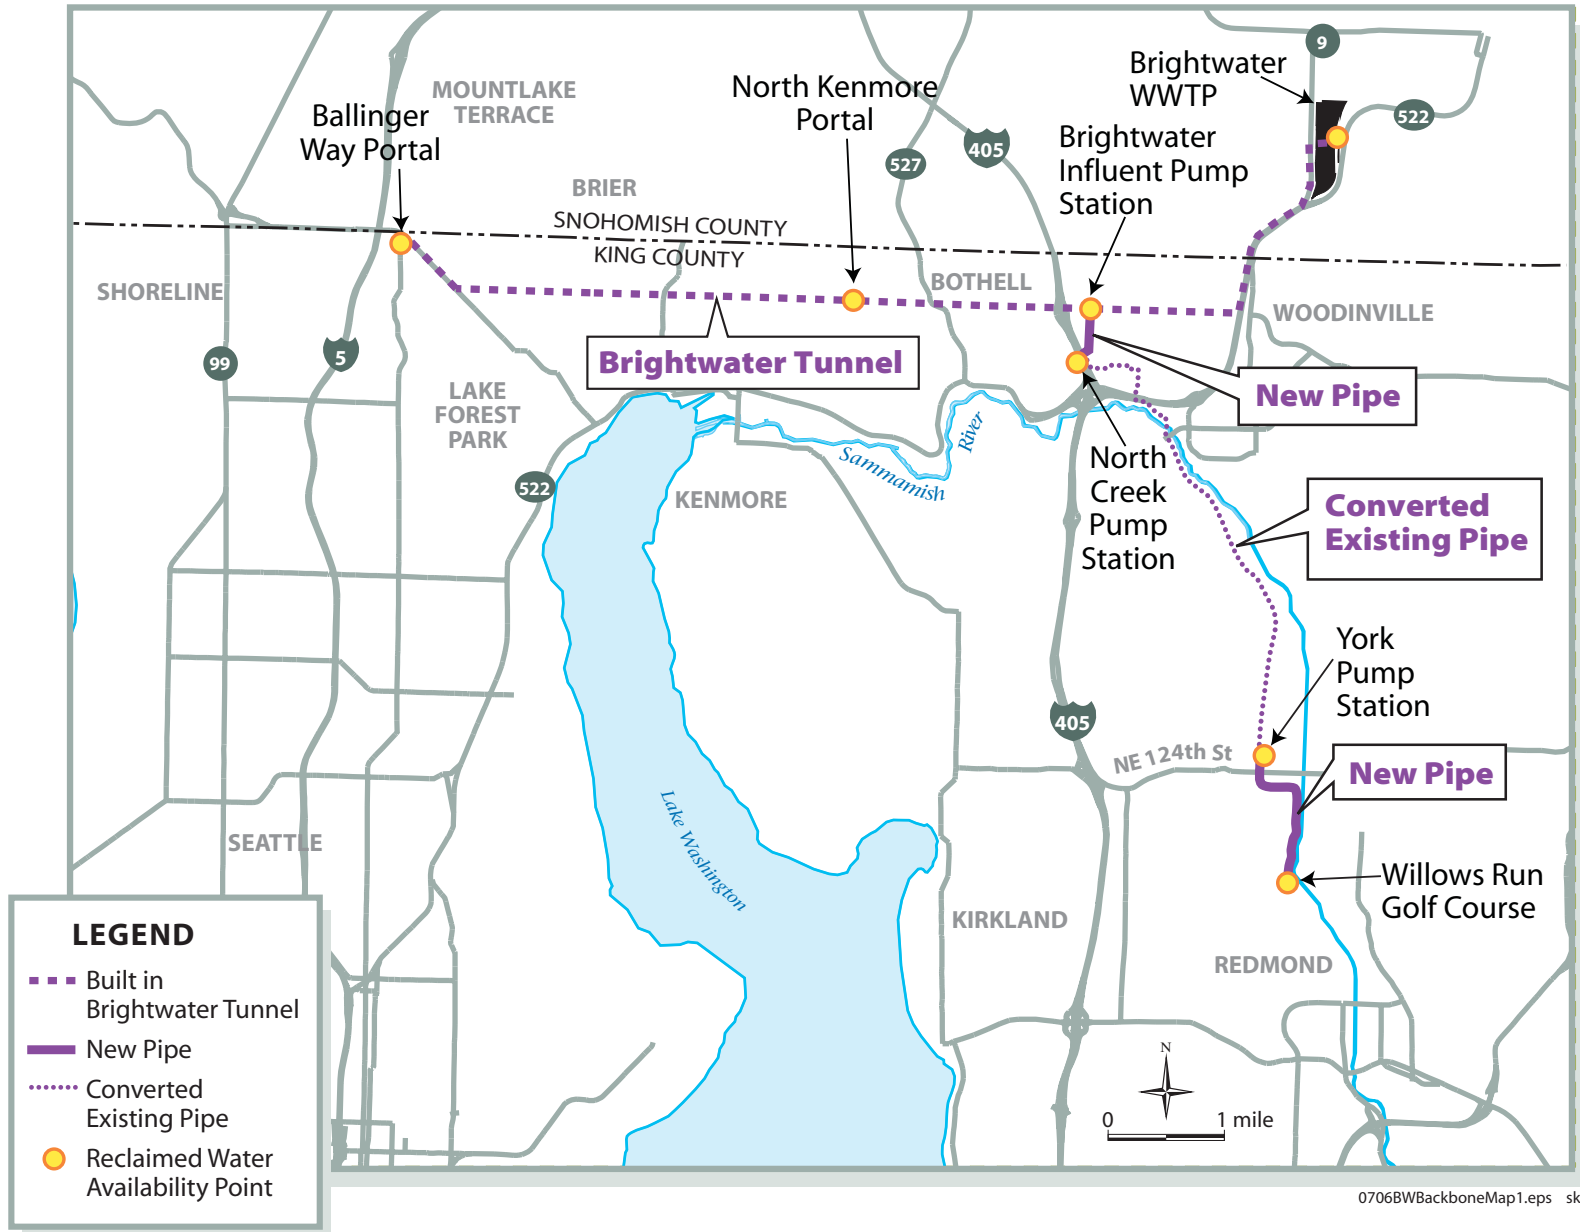 9
Brightwater
WWTP
522
MOUNTLAKE
TERRACE
North Kenmore
Portal
Ballinger
Way Portal
Brightwater
Influent Pump
Station
405
527
BRIER
SNOHOMISH COUNTY
KING COUNTY
SHORELINE
BOTHELL
WOODINVILLE
99
5
Brightwater Tunnel
New Pipe
LAKE
FOREST
PARK
522
KENMORE
Sammamish
River
North
Creek
Pump
Station
Converted
Existing Pipe
York
Pump
Station
405
NE 124th St
New Pipe
Lake Washington
SEATTLE
Willows Run
Golf Course
KIRKLAND
REDMOND
LEGEND
Built in
Brightwater Tunnel
New Pipe
Converted
Existing Pipe
Reclaimed Water
Availability Point
N
0 1 mile
0706BWBackboneMap1.eps sk